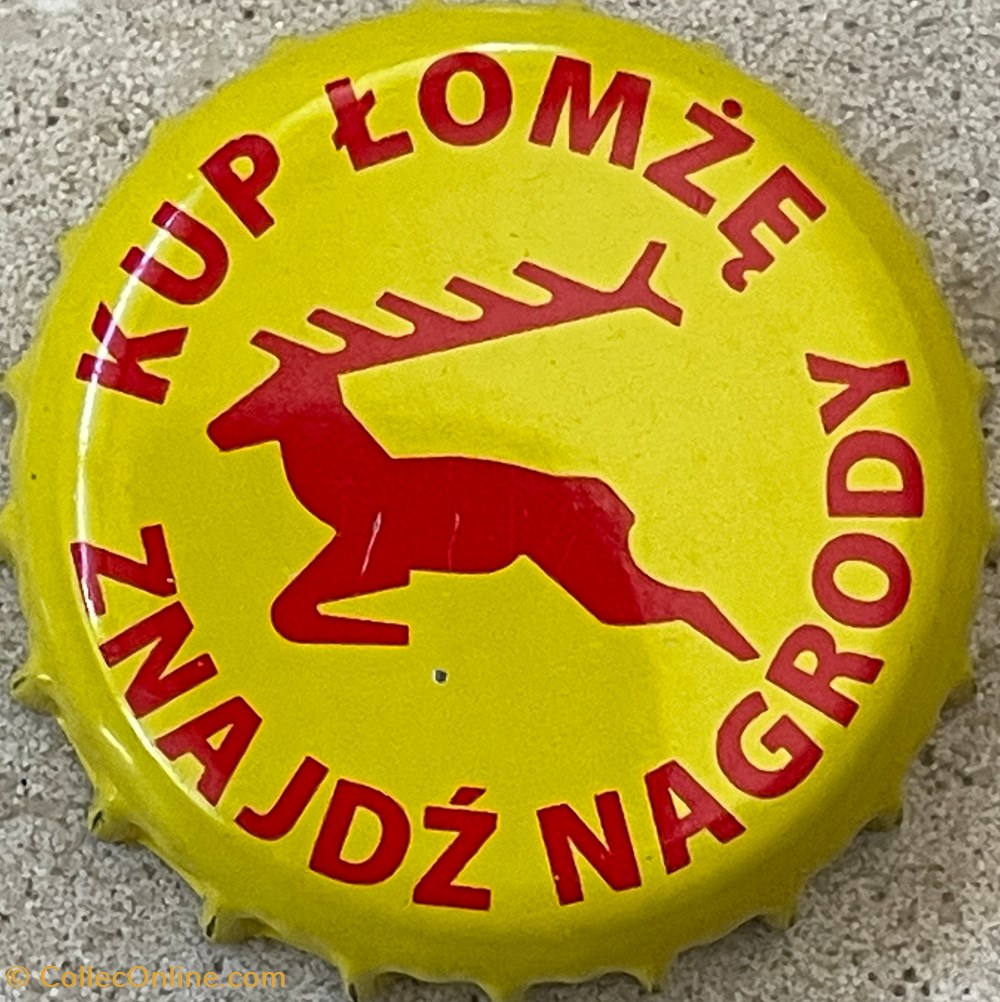 KUP ŁOMŻĘ
ZNAJDŹ NAGRODY
© CollecOnline.com